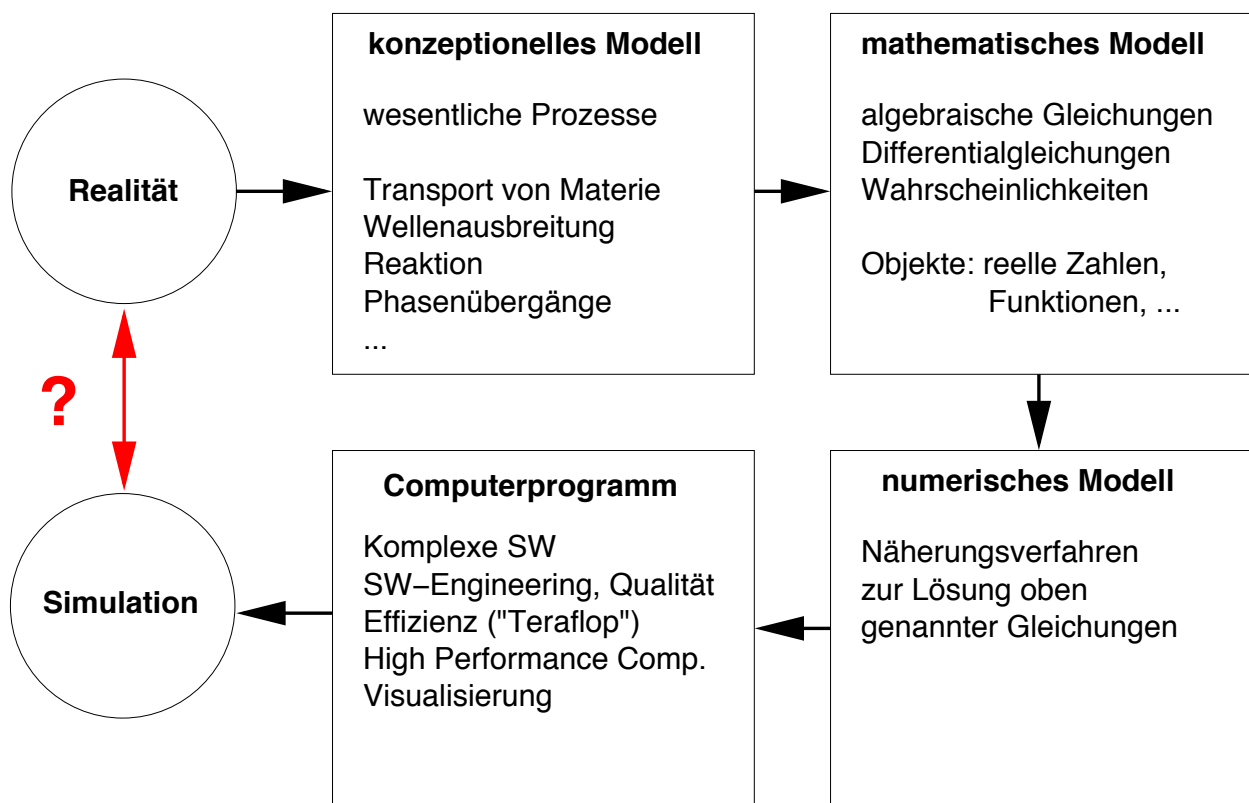 Realität
konzeptionelles Modell
wesentliche Prozesse
Transport von Materie
Wellenausbreitung
Reaktion
Phasenübergänge
...
mathematisches Modell
algebraische Gleichungen
Differentialgleichungen
Wahrscheinlichkeiten
Objekte: reelle Zahlen,
Funktionen, ...
numerisches Modell
Näherungsverfahren
zur Lösung oben
genannter Gleichungen
Computerprogramm
Komplexe SW
SW−Engineering, Qualität
Effizienz ("Teraflop")
High Performance Comp.
Visualisierung
Simulation
?